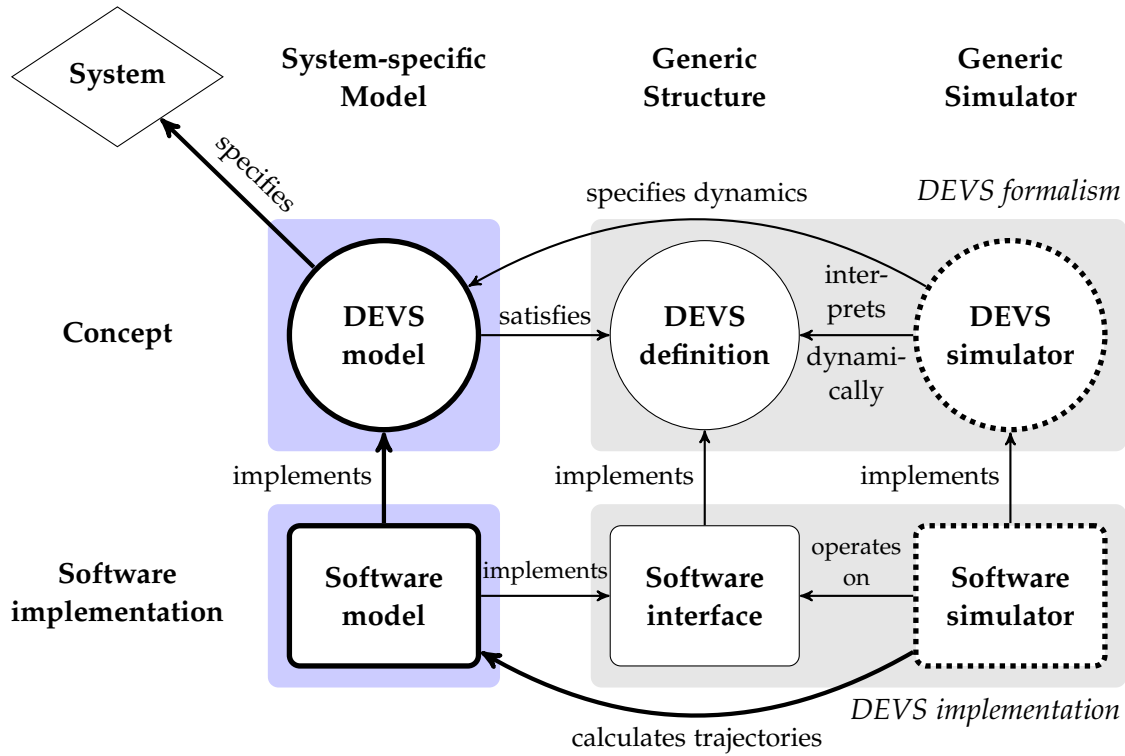 System
System-specific
Model
Generic
Structure
Generic
Simulator
specifies
specifies dynamics
DEVS formalism
Concept
DEVS
model
satisfies
DEVS
definition
inter-
prets
dynami-
cally
DEVS
simulator
implements
implements
implements
Software
implementation
Software
model
implements
Software
interface
operates
on
Software
simulator
DEVS implementation
calculates trajectories